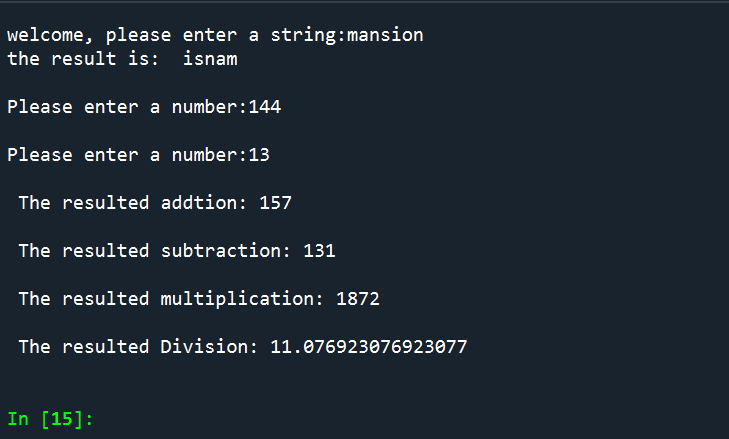 welcome, please enter a string:mansion
the result is:  isnam
Please enter a number:144
Please enter a number:13
The resulted addtion: 157
The resulted subtraction: 131
The resulted multiplication: 1872
The resulted Division: 11.076923076923077
In [15]: